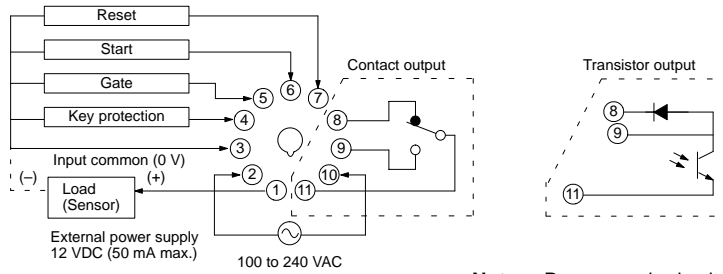 Reset
Start
Gate
Key protection
Input common (0 V)
(–)
(+)
Load
(Sensor)
External power supply
12 VDC (50 mA max.)
100 to 240 VAC
Contact output
Transistor output
6
5
7
4
8
3
9
2
10
1
11
8
9
11